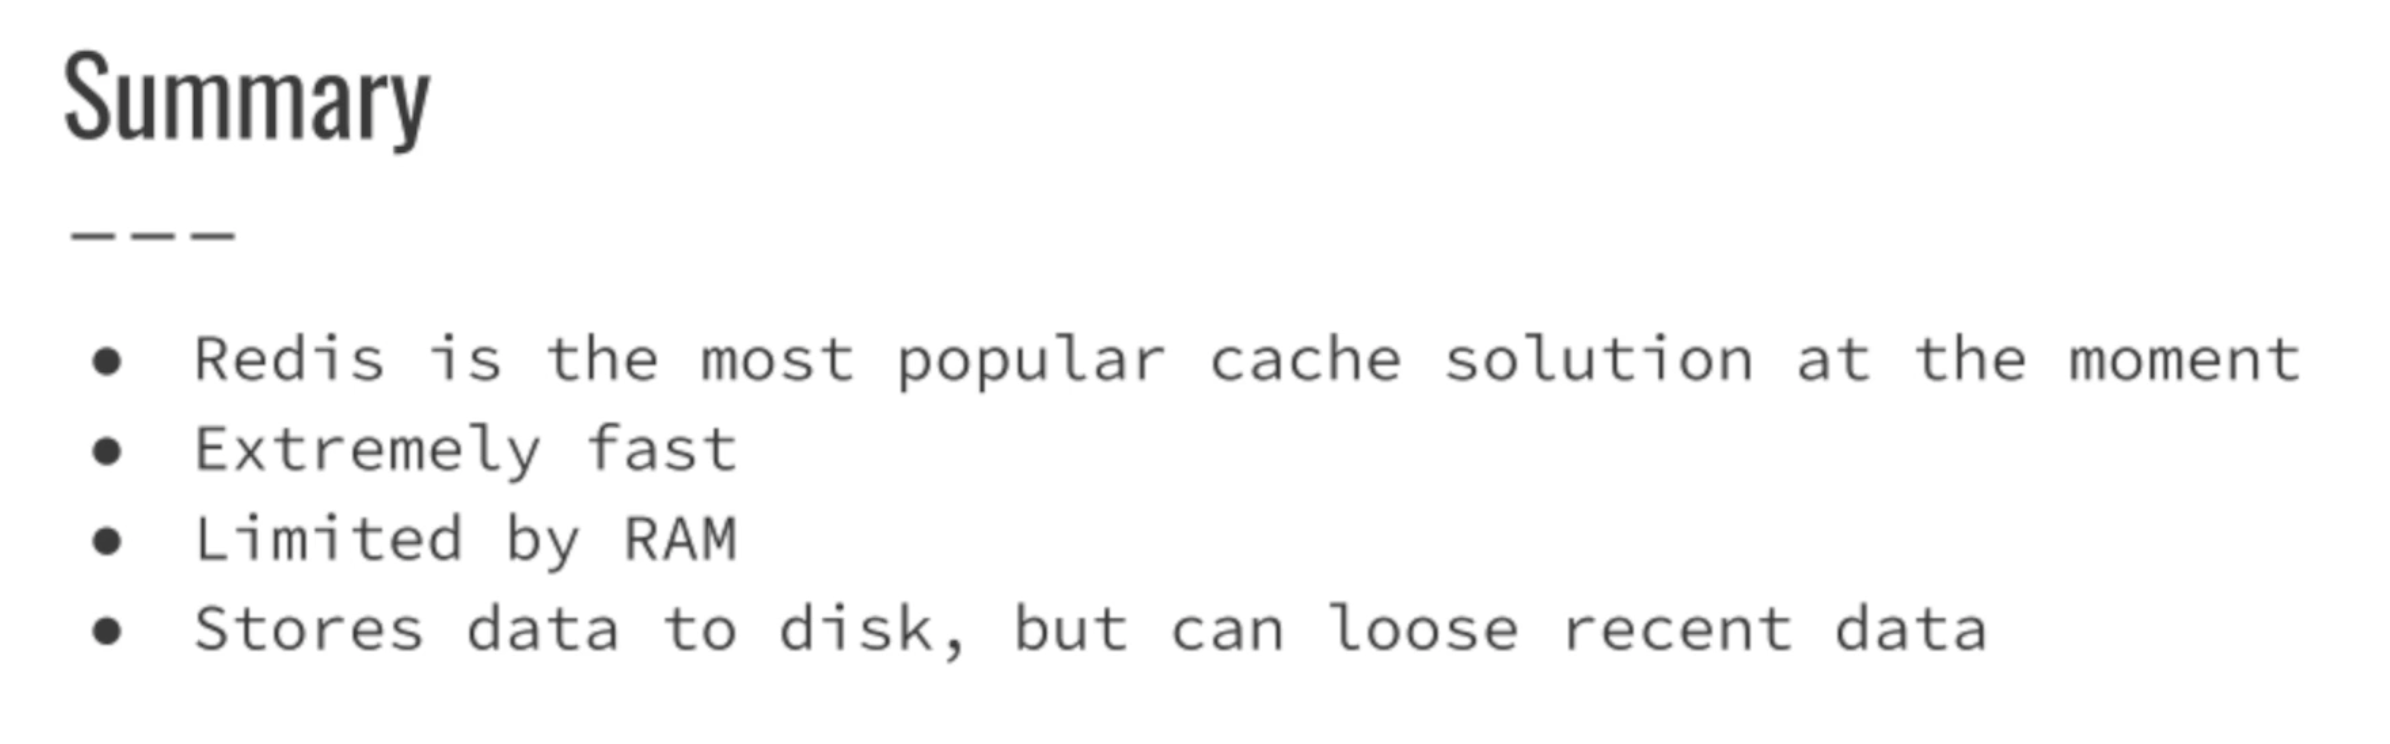 Summary
———
● Redis is the most popular cache solution at the moment
● Extremely fast
● Limited by RAM
● Stores data to disk, but can loose recent data